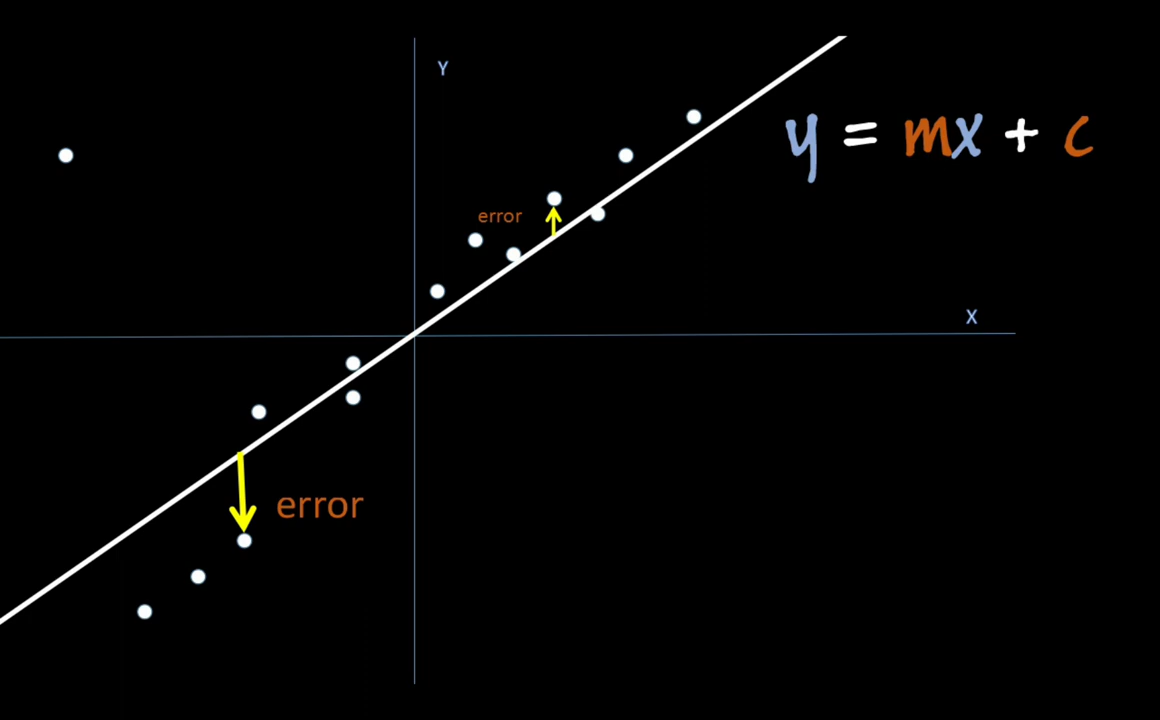 Y
y = mx + c
error
X
error